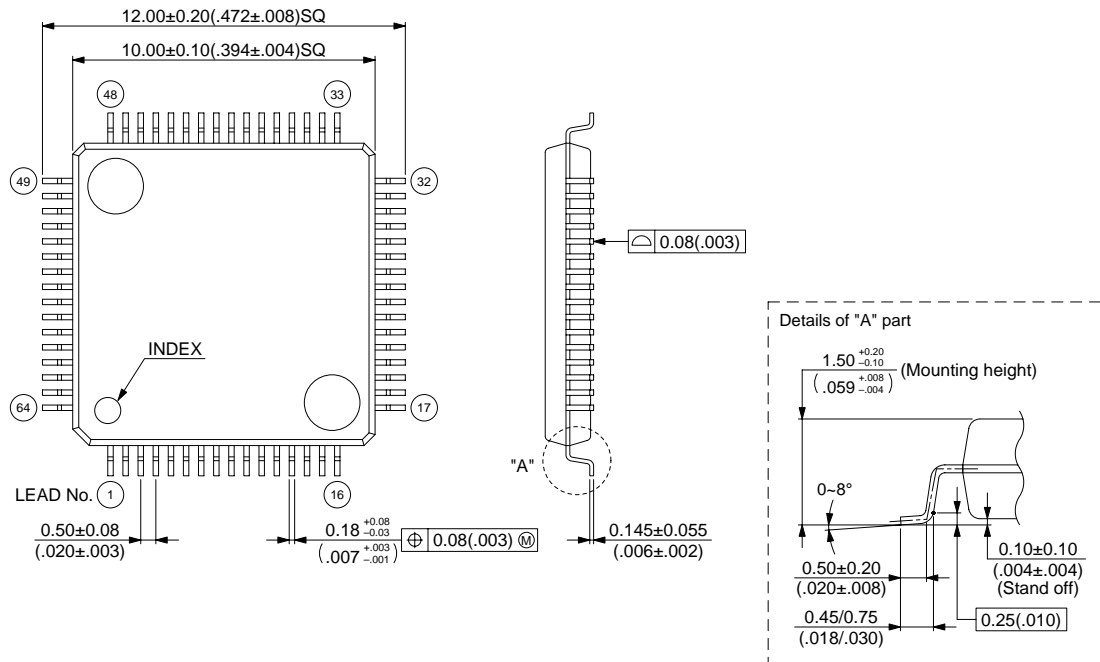 12.00±0.20(.472±.008)SQ
10.00±0.10(.394±.004)SQ
48
33
49
32
0.08(.003)
INDEX
64
17
"A"
LEAD No. 1
16
0.50±0.08
(.020±.003)
0.18 +0.08 –0.03
(.007 +.003 –.001)
⌖ 0.08(.003) Ⓜ
0.145±0.055
(.006±.002)
Details of "A" part
1.50 +0.20 –0.10
(.059 +.008 –.004)
(Mounting height)
0~8°
0.50±0.20
(.020±.008)
0.45/0.75
(.018/.030)
0.10±0.10
(.004±.004)
(Stand off)
0.25(.010)